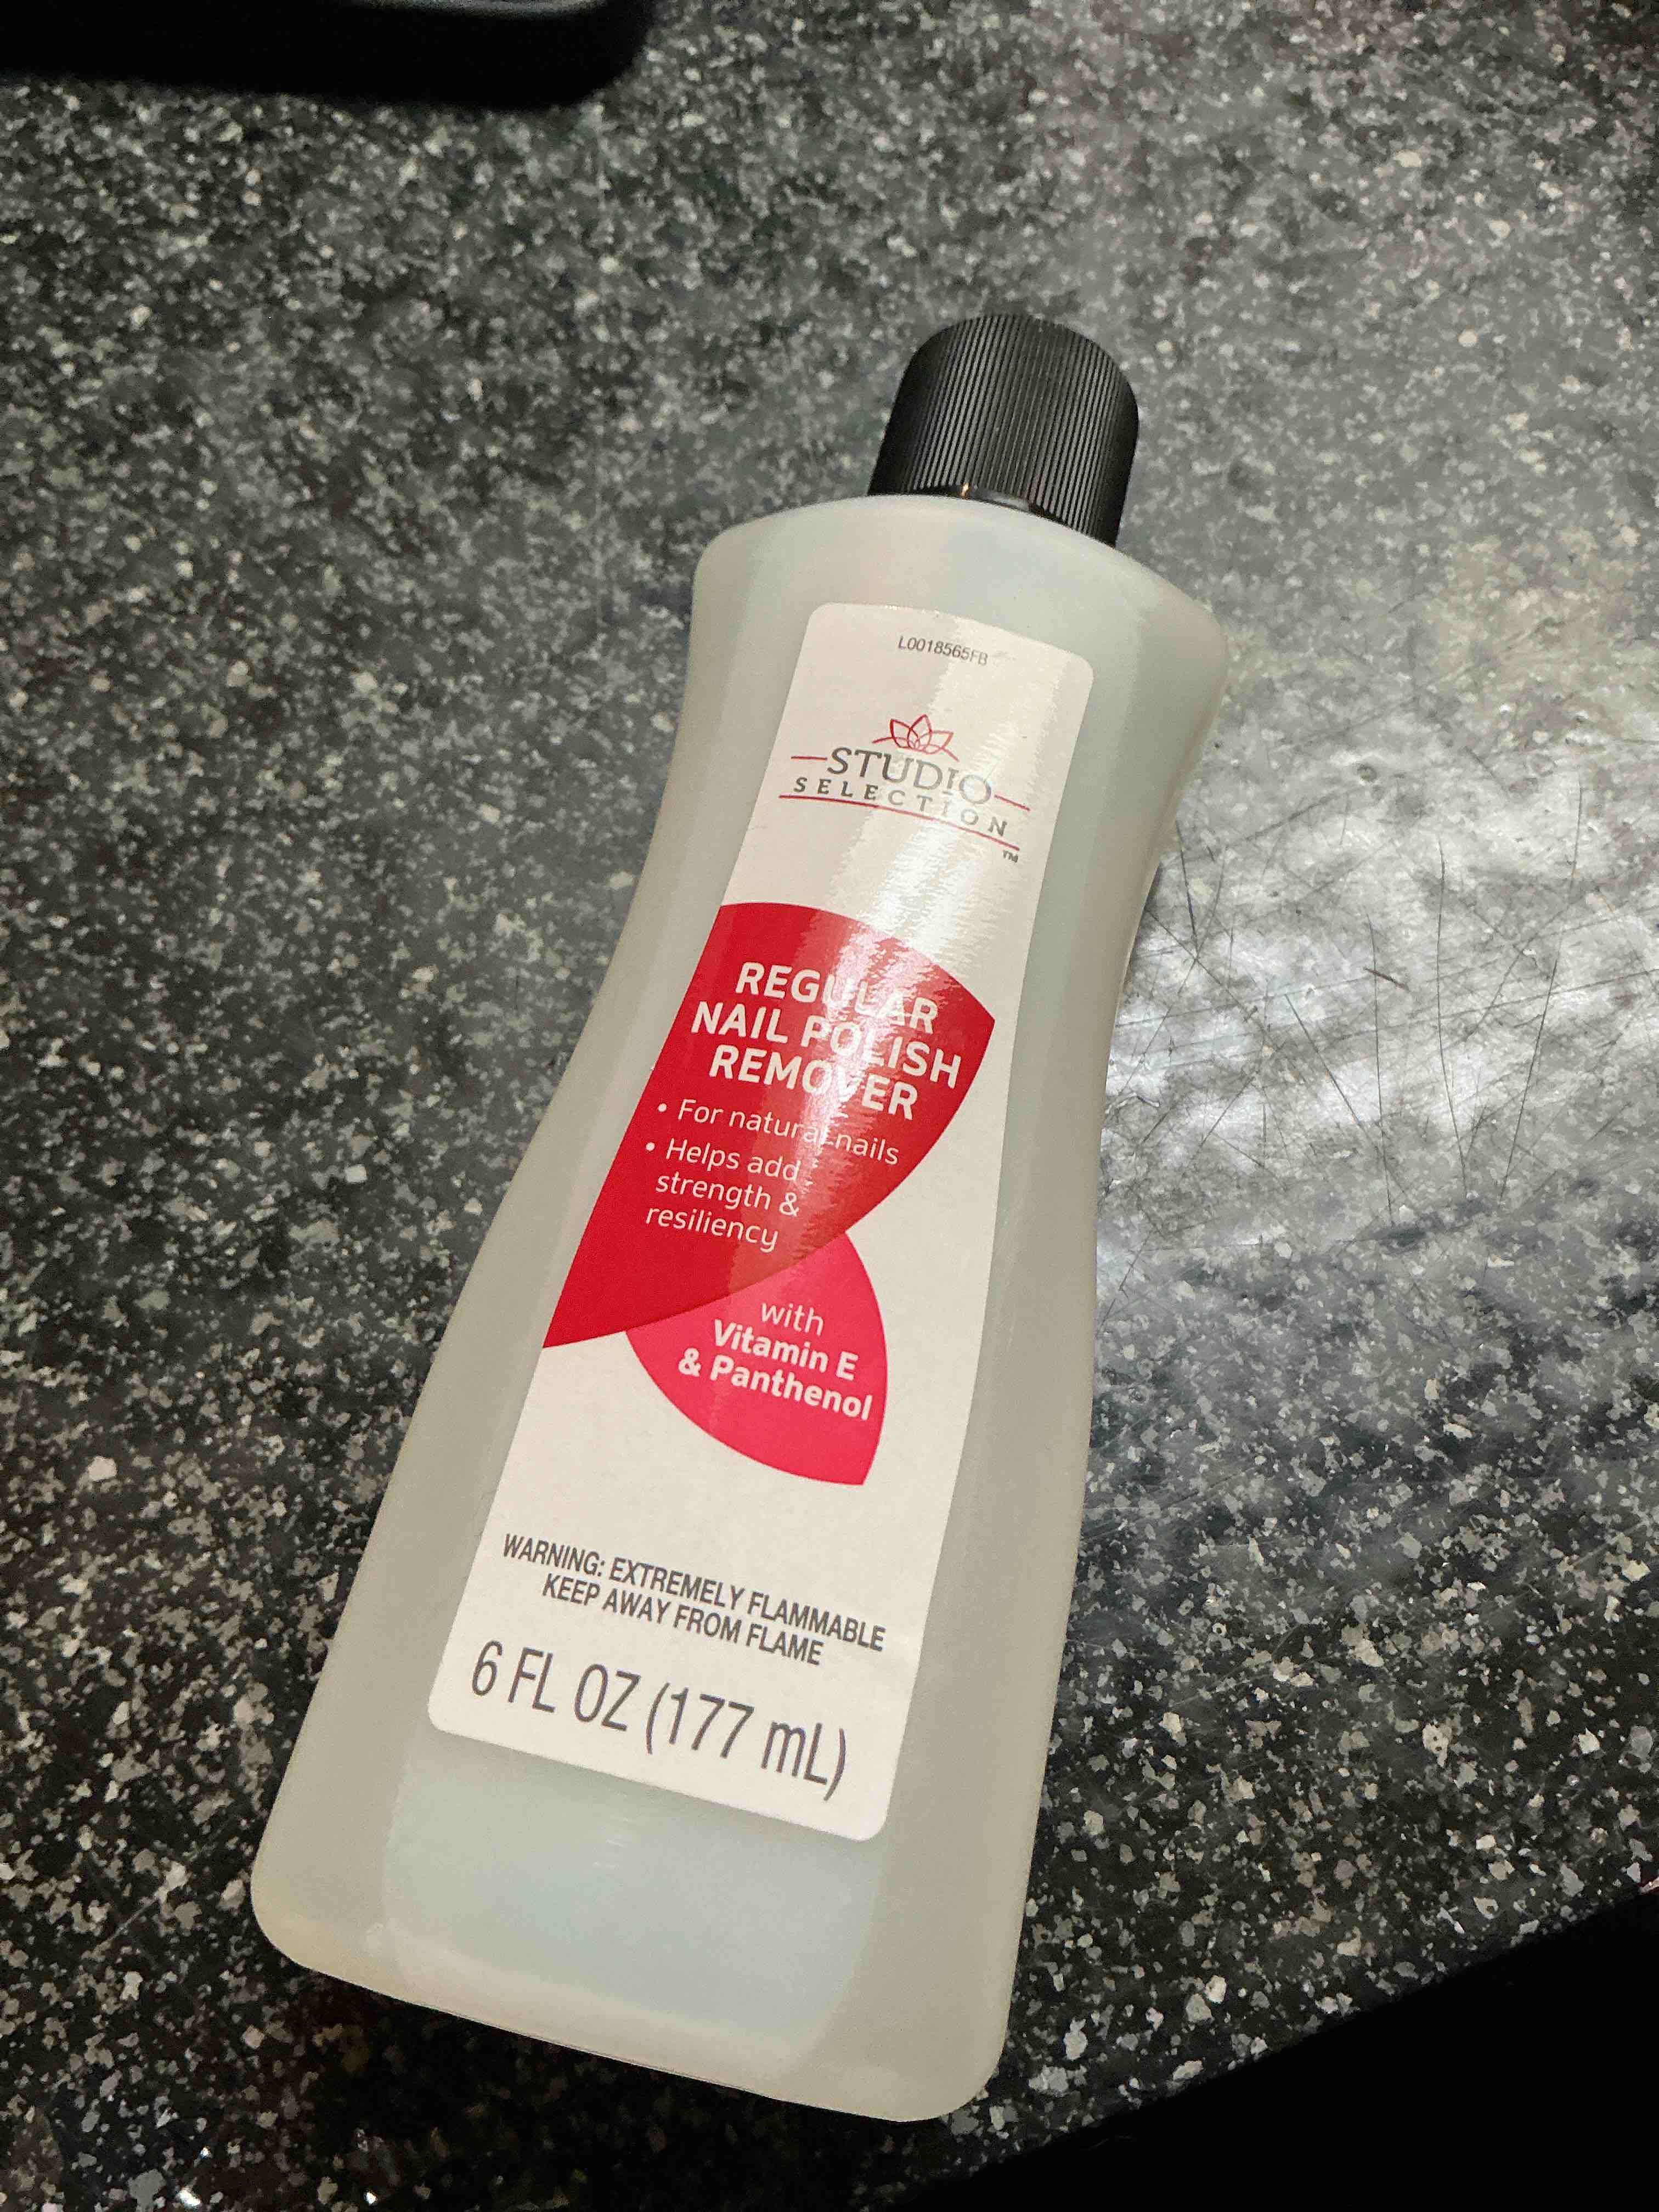 L0018565FB
STUDIO
SELECTION
™
REGULAR
NAIL POLISH
REMOVER
• For natural nails
• Helps add
strength &
resiliency
with
Vitamin E
& Panthenol
WARNING: EXTREMELY FLAMMABLE
KEEP AWAY FROM FLAME
6 FL OZ (177 mL)